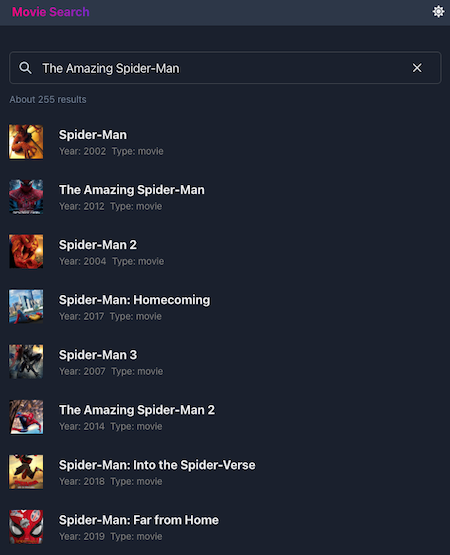 Movie Search
The Amazing Spider-Man
About 255 results
Spider-Man
Year: 2002 Type: movie
The Amazing Spider-Man
Year: 2012 Type: movie
Spider-Man 2
Year: 2004 Type: movie
Spider-Man: Homecoming
Year: 2017 Type: movie
Spider-Man 3
Year: 2007 Type: movie
The Amazing Spider-Man 2
Year: 2014 Type: movie
Spider-Man: Into the Spider-Verse
Year: 2018 Type: movie
Spider-Man: Far from Home
Year: 2019 Type: movie